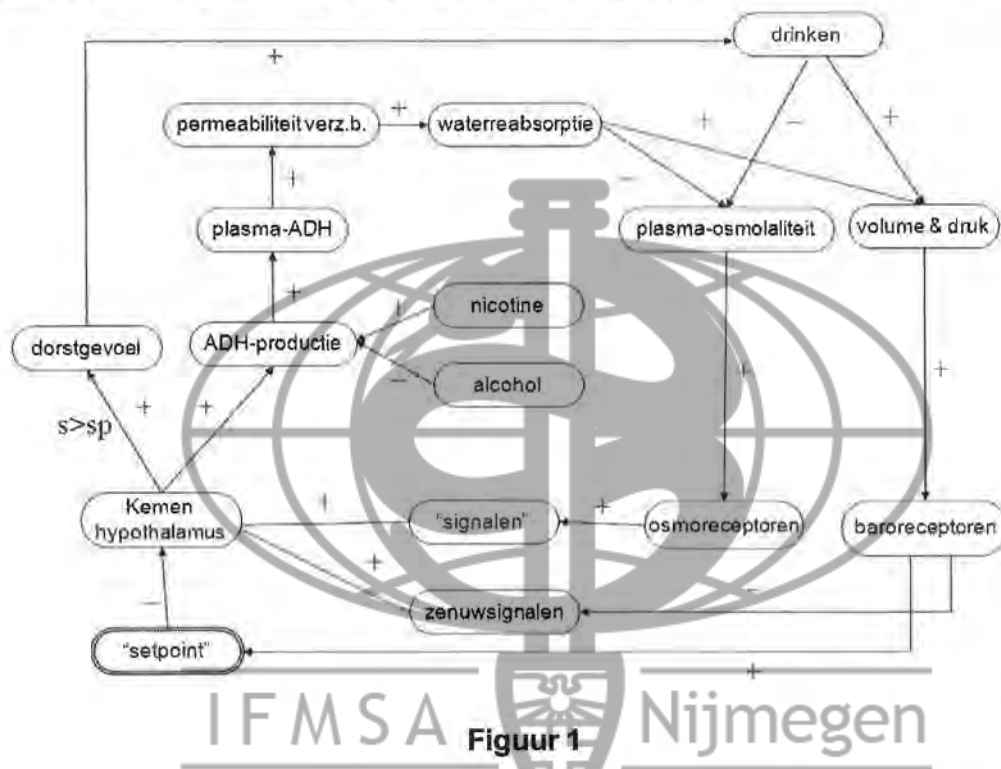 drinken
+
permeabiliteit verz.b.
+
waterreabsorptie
+
−
+
+
−
plasma-ADH
plasma-osmolaliteit
volume & druk
+
nicotine
+
dorstgevoel
ADH-productie
−
alcohol
+
+
+
+
s>sp
Kernen
hypothalamus
+
"signalen"
+
osmoreceptoren
baroreceptoren
+
−
zenuwsignalen
−
−
"setpoint"
+
IFMSA
Nijmegen
Figuur 1